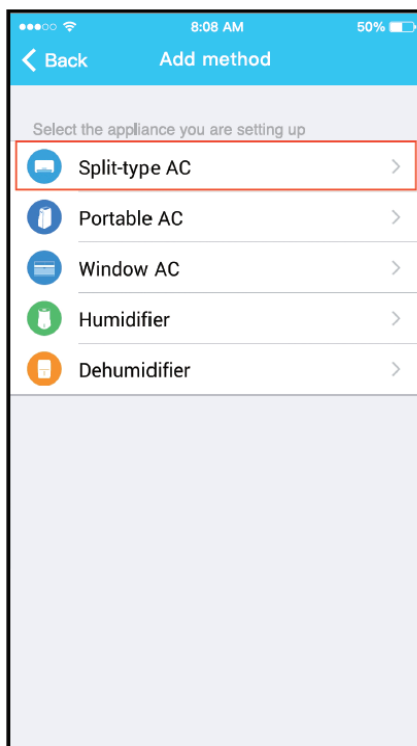 8:08 AM
50%
Back
Add method
Select the appliance you are setting up
Split-type AC
Portable AC
Window AC
Humidifier
Dehumidifier